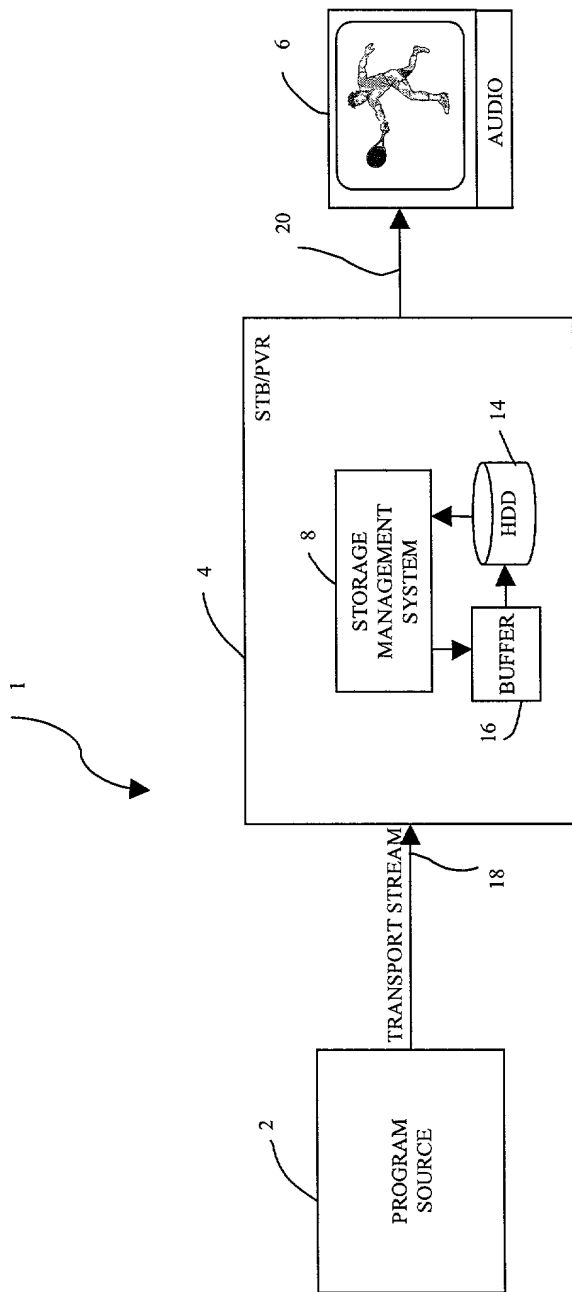 1
2
PROGRAM
SOURCE
TRANSPORT STREAM
18
4
STB/PVR
8
STORAGE
MANAGEMENT
SYSTEM
16
BUFFER
HDD
14
20
6
AUDIO